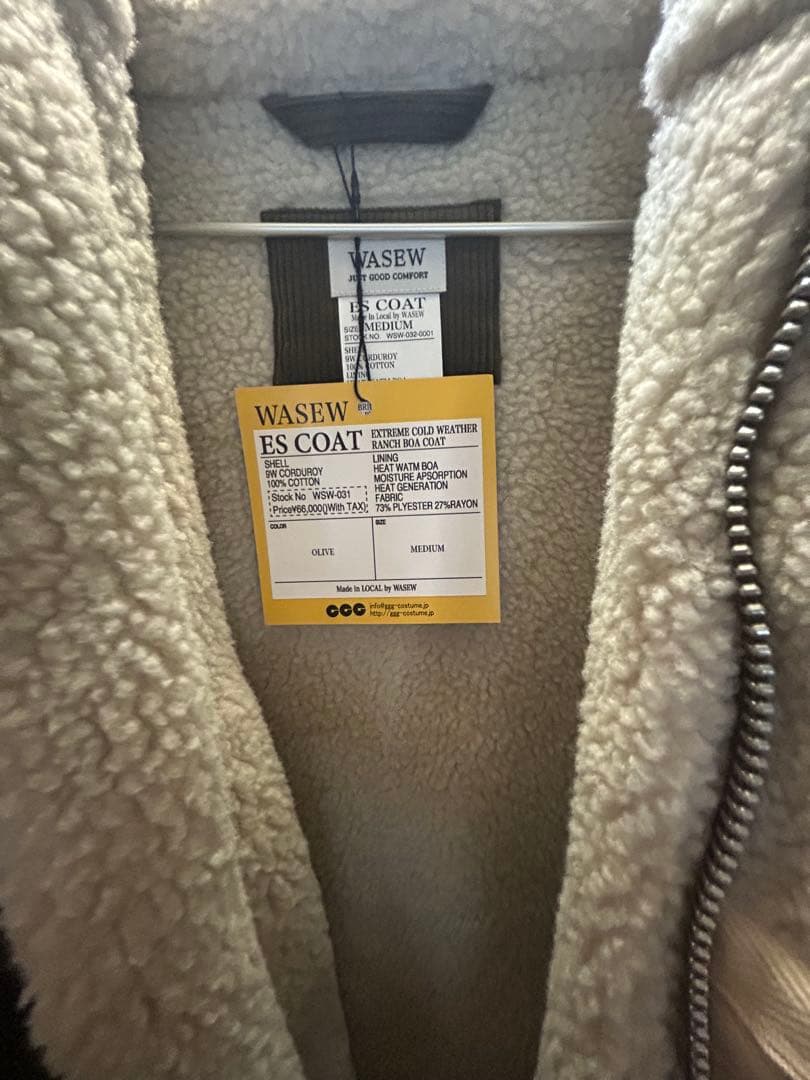 WASEW
JUST GOOD COMFORT
ES COAT
Made in Local by WASEW
SIZE MEDIUM
STOCK NO. WSW-032-0001
SHELL
9W CORDUROY
100% COTTON
LINING
WASEW
ES COAT
EXTREME COLD WEATHER
RANCH BOA COAT
SHELL
9W CORDUROY
100% COTTON
Stock No WSW-031
Price¥66,000(With TAX)
LINING
HEAT WATM BOA
MOISTURE APSORPTION
HEAT GENERATION
FABRIC
73% PLYESTER 27%RAYON
COLOR
OLIVE
SIZE
MEDIUM
Made in LOCAL by WASEW
GGG
info@ggg-costume.jp
http://ggg-costume.jp